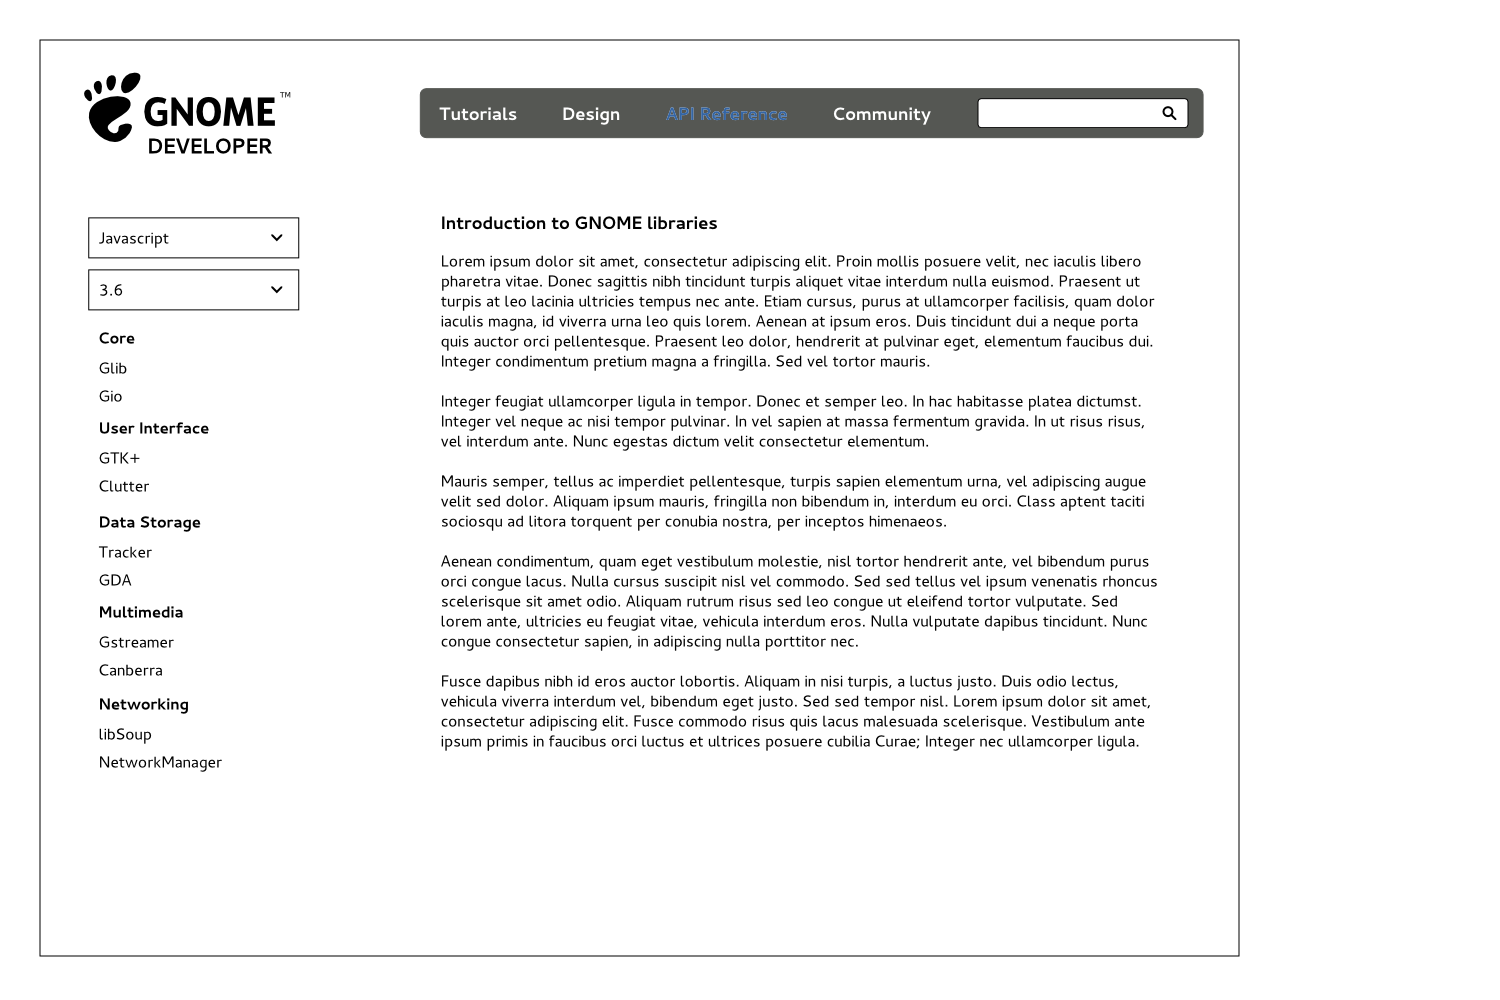 GNOME™
DEVELOPER
Tutorials Design API Reference Community
Javascript
3.6
Core
Glib
Gio
User Interface
GTK+
Clutter
Data Storage
Tracker
GDA
Multimedia
Gstreamer
Canberra
Networking
libSoup
NetworkManager
Introduction to GNOME libraries
Lorem ipsum dolor sit amet, consectetur adipiscing elit. Proin mollis posuere velit, nec iaculis libero
pharetra vitae. Donec sagittis nibh tincidunt turpis aliquet vitae interdum nulla euismod. Praesent ut
turpis at leo lacinia ultricies tempus nec ante. Etiam cursus, purus at ullamcorper facilisis, quam dolor
iaculis magna, id viverra urna leo quis lorem. Aenean at ipsum eros. Duis tincidunt dui a neque porta
quis auctor orci pellentesque. Praesent leo dolor, hendrerit at pulvinar eget, elementum faucibus dui.
Integer condimentum pretium magna a fringilla. Sed vel tortor mauris.
Integer feugiat ullamcorper ligula in tempor. Donec et semper leo. In hac habitasse platea dictumst.
Integer vel neque ac nisi tempor pulvinar. In vel sapien at massa fermentum gravida. In ut risus risus,
vel interdum ante. Nunc egestas dictum velit consectetur elementum.
Mauris semper, tellus ac imperdiet pellentesque, turpis sapien elementum urna, vel adipiscing augue
velit sed dolor. Aliquam ipsum mauris, fringilla non bibendum in, interdum eu orci. Class aptent taciti
sociosqu ad litora torquent per conubia nostra, per inceptos himenaeos.
Aenean condimentum, quam eget vestibulum molestie, nisl tortor hendrerit ante, vel bibendum purus
orci congue lacus. Nulla cursus suscipit nisl vel commodo. Sed sed tellus vel ipsum venenatis rhoncus
scelerisque sit amet odio. Aliquam rutrum risus sed leo congue ut eleifend tortor vulputate. Sed
lorem ante, ultricies eu feugiat vitae, vehicula interdum eros. Nulla vulputate dapibus tincidunt. Nunc
congue consectetur sapien, in adipiscing nulla porttitor nec.
Fusce dapibus nibh id eros auctor lobortis. Aliquam in nisi turpis, a luctus justo. Duis odio lectus,
vehicula viverra interdum vel, bibendum eget justo. Sed sed tempor nisl. Lorem ipsum dolor sit amet,
consectetur adipiscing elit. Fusce commodo risus quis lacus malesuada scelerisque. Vestibulum ante
ipsum primis in faucibus orci luctus et ultrices posuere cubilia Curae; Integer nec ullamcorper ligula.